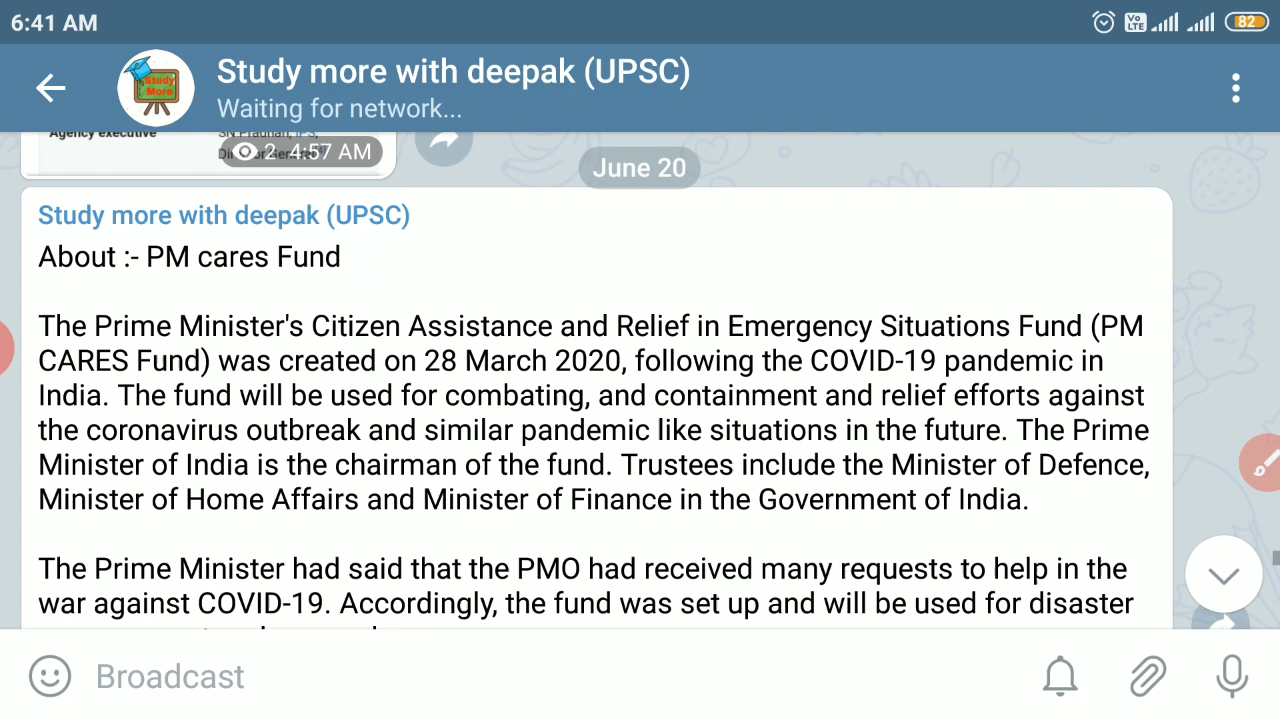 6:41 AM
Vo LTE
82
Study more with deepak (UPSC)
Waiting for network...
Study More
Agency executive
2 4:57 AM
June 20
Study more with deepak (UPSC)
About :- PM cares Fund
The Prime Minister's Citizen Assistance and Relief in Emergency Situations Fund (PM
CARES Fund) was created on 28 March 2020, following the COVID-19 pandemic in
India. The fund will be used for combating, and containment and relief efforts against
the coronavirus outbreak and similar pandemic like situations in the future. The Prime
Minister of India is the chairman of the fund. Trustees include the Minister of Defence,
Minister of Home Affairs and Minister of Finance in the Government of India.
The Prime Minister had said that the PMO had received many requests to help in the
war against COVID-19. Accordingly, the fund was set up and will be used for disaster
Broadcast